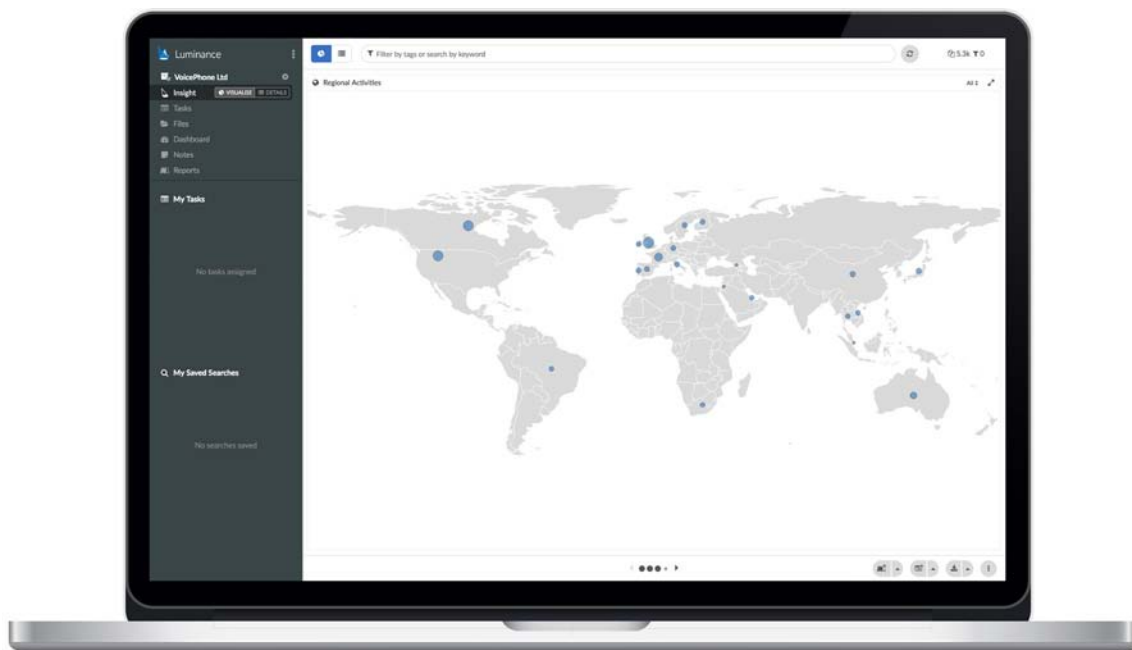 Luminance
VoicePhone Ltd
Insight VISUALISE DETAILS
Tasks
Files
Dashboard
Notes
Reports
My Tasks
No tasks assigned
My Saved Searches
No searches saved
Filter by tags or search by keyword
5.3k 0
Regional Activities
All